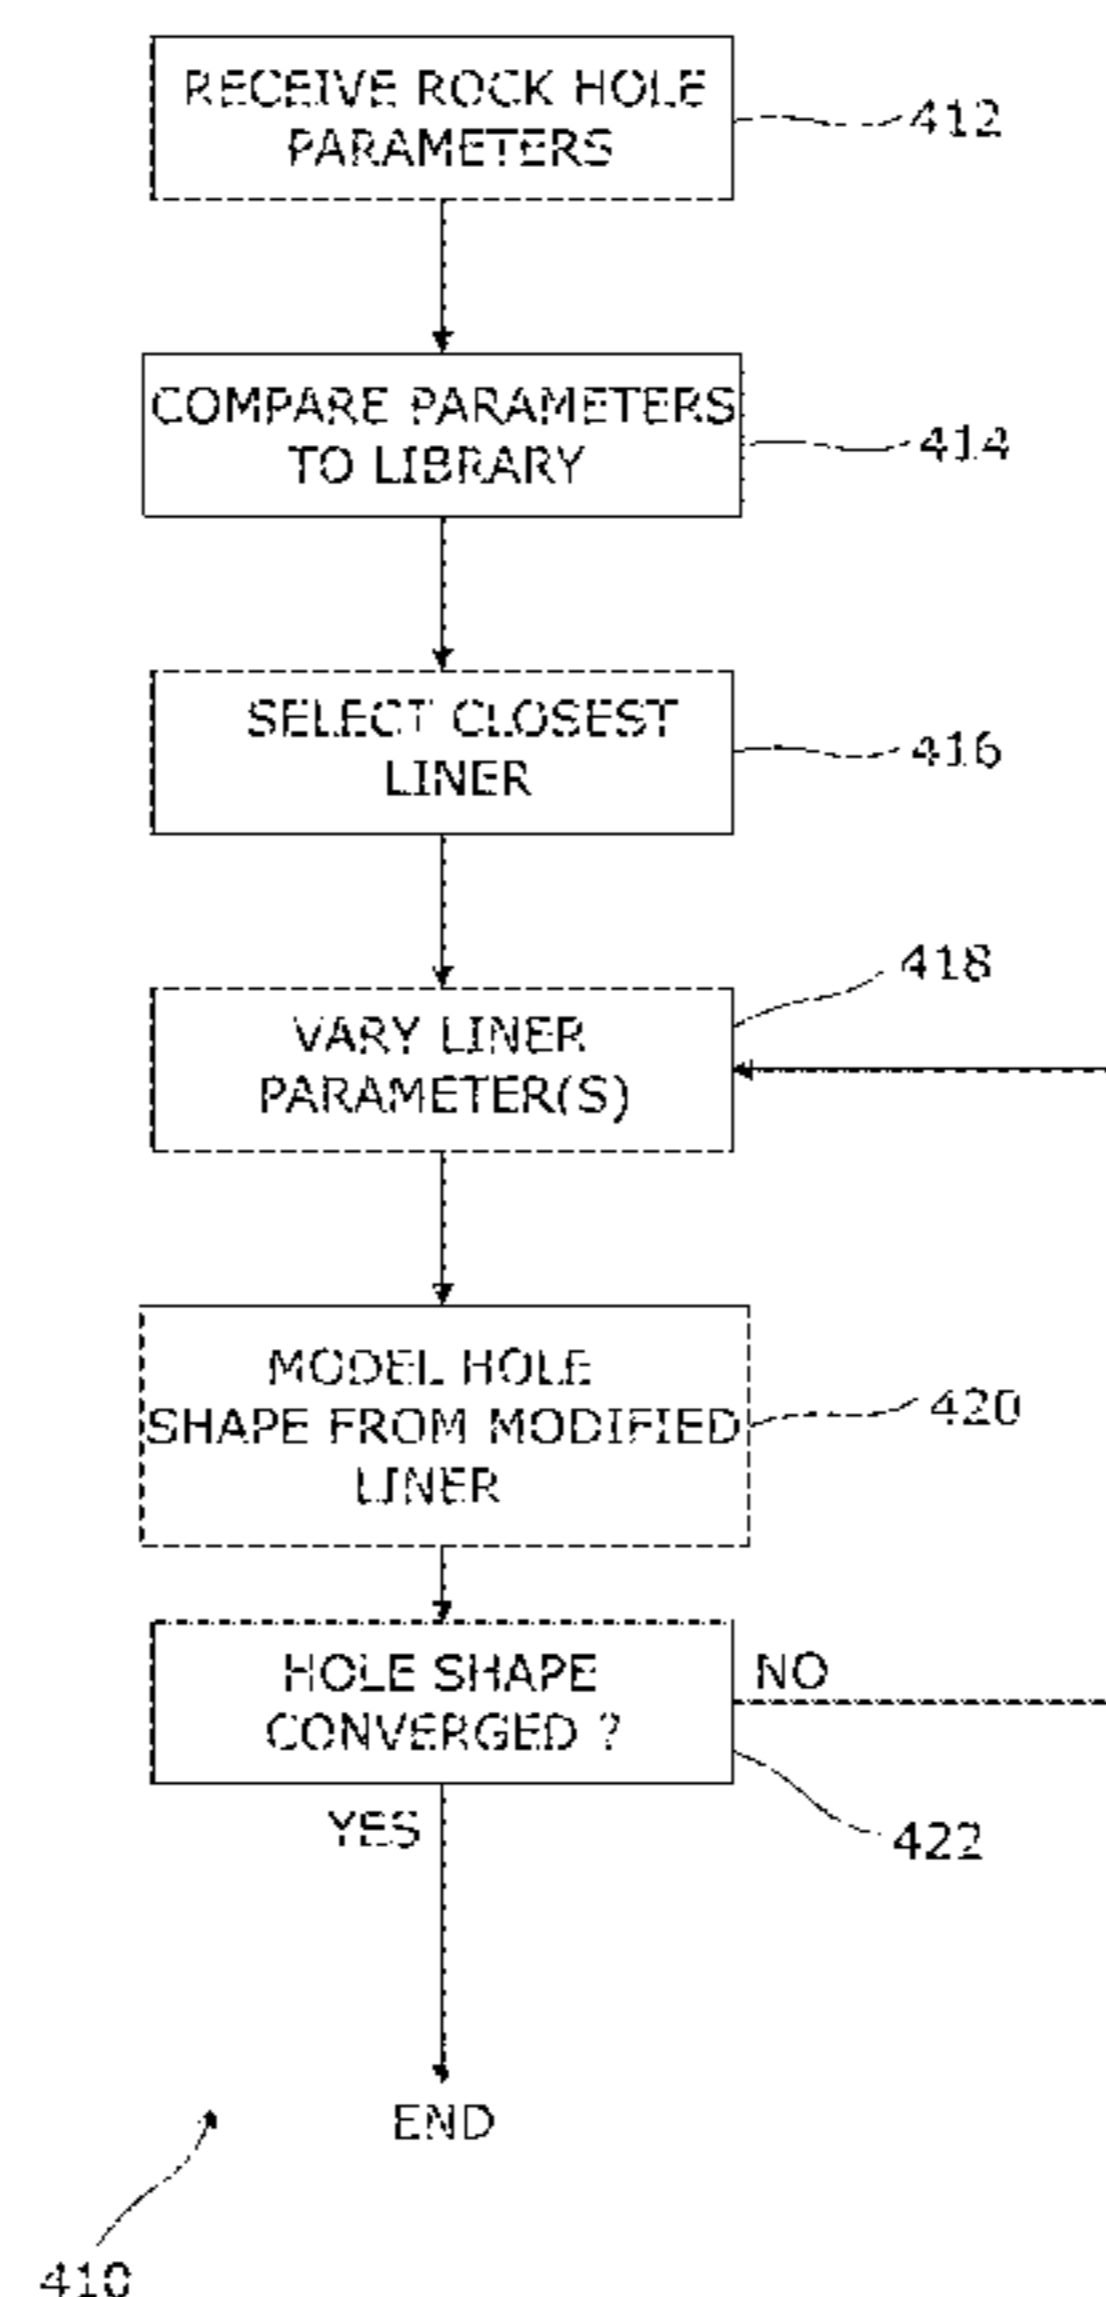 RECEIVE ROCK HOLE
PARAMETERS
412
COMPARE PARAMETERS
TO LIBRARY
414
SELECT CLOSEST
LINER
416
418
VARY LINER
PARAMETER(S)
MODEL HOLE
SHAPE FROM MODIFIED
LINER
420
HOLE SHAPE
CONVERGED ?
NO
YES
422
END
410